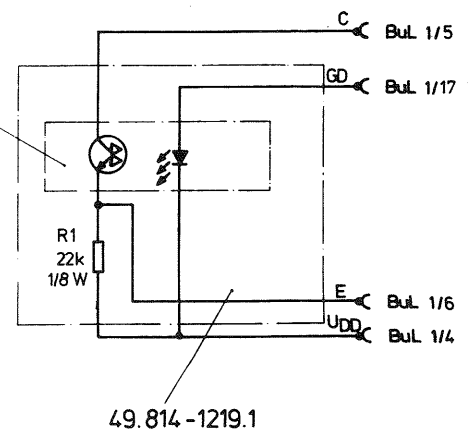 C BuL 1/5
GD BuL 1/17
R1
22k
1/8 W
E BuL 1/6
UDD BuL 1/4
49.814-1219.1